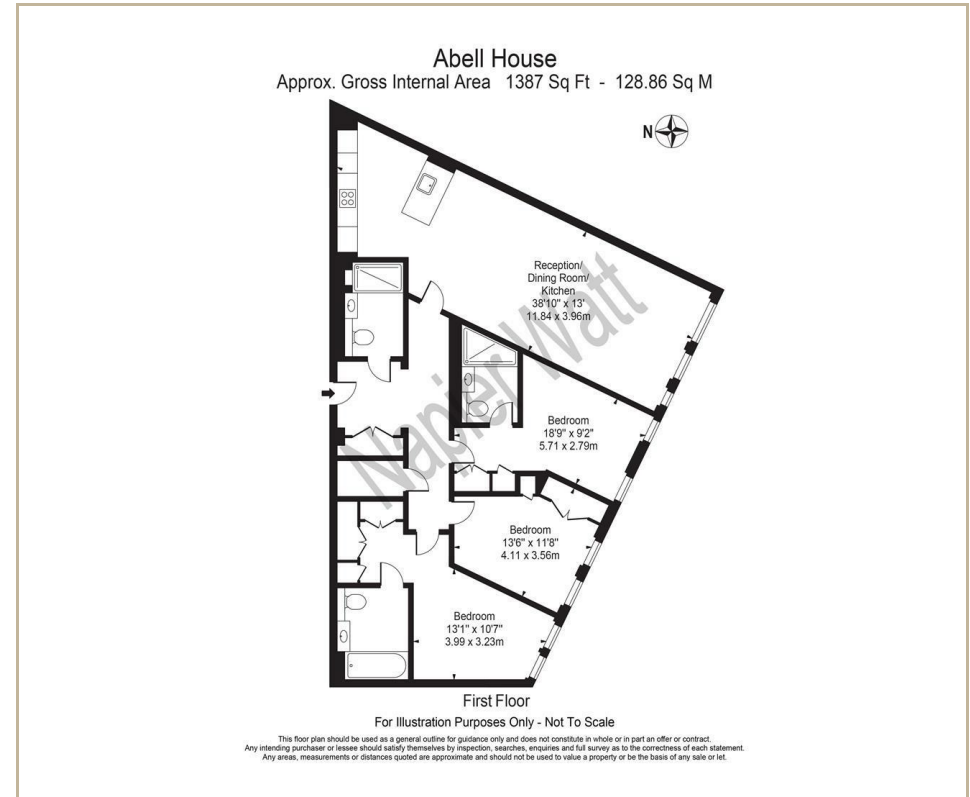 Abell House
Approx. Gross Internal Area 1387 Sq Ft - 128.86 Sq M
N
Reception/
Dining Room/
Kitchen
38'10" x 13'
11.84 x 3.96m
Napier Watt
Bedroom
18'9" x 9'2"
5.71 x 2.79m
Bedroom
13'6" x 11'8"
4.11 x 3.56m
Bedroom
13'1" x 10'7"
3.99 x 3.23m
First Floor
For Illustration Purposes Only - Not To Scale
This floor plan should be used as a general outline for guidance only and does not constitute in whole or in part an offer or contract.
Any intending purchaser or lessee should satisfy themselves by inspection, searches, enquiries and full survey as to the correctness of each statement.
Any areas, measurements or distances quoted are approximate and should not be used to value a property or be the basis of any sale or let.